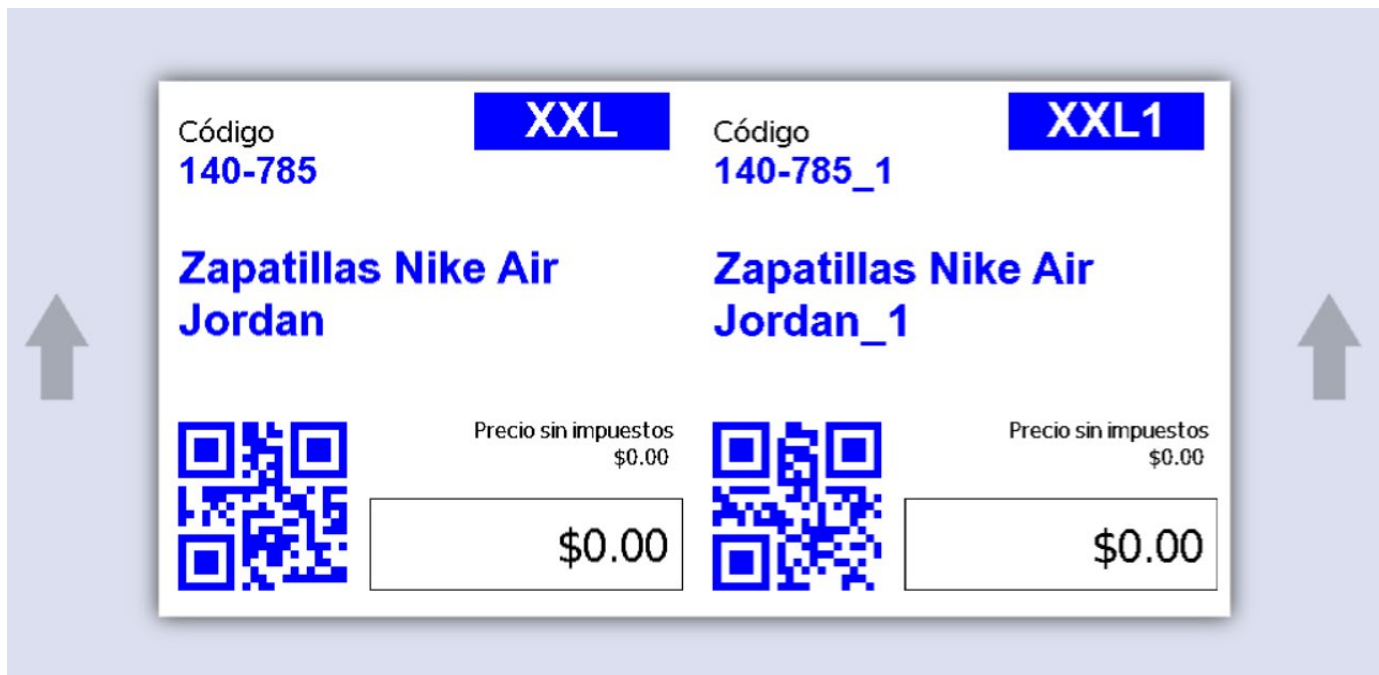 Código
140-785
XXL
Zapatillas Nike Air
Jordan
Precio sin impuestos
$0.00
$0.00
Código
140-785_1
XXL1
Zapatillas Nike Air
Jordan_1
Precio sin impuestos
$0.00
$0.00